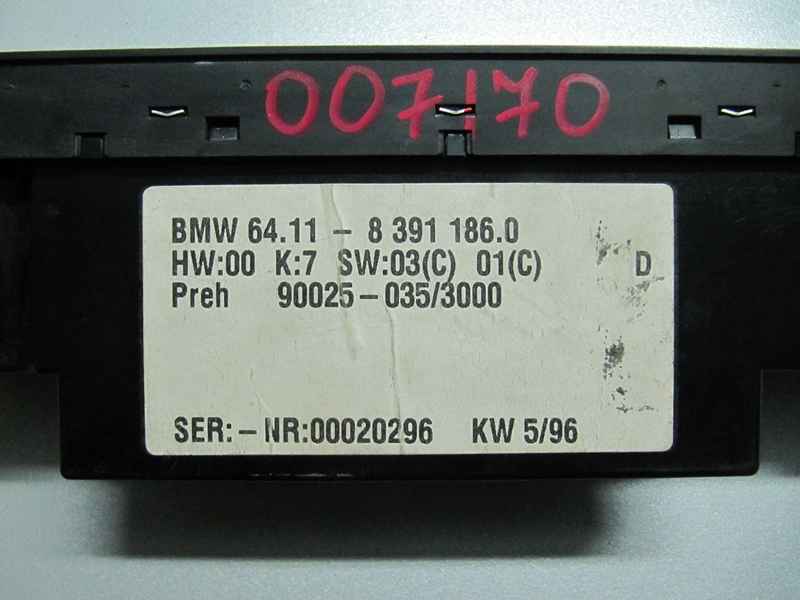 007170
BMW 64.11 - 8 391 186.0
HW:00 K:7 SW:03(C) 01(C) D
Preh 90025-035/3000
SER:-NR:00020296 KW 5/96